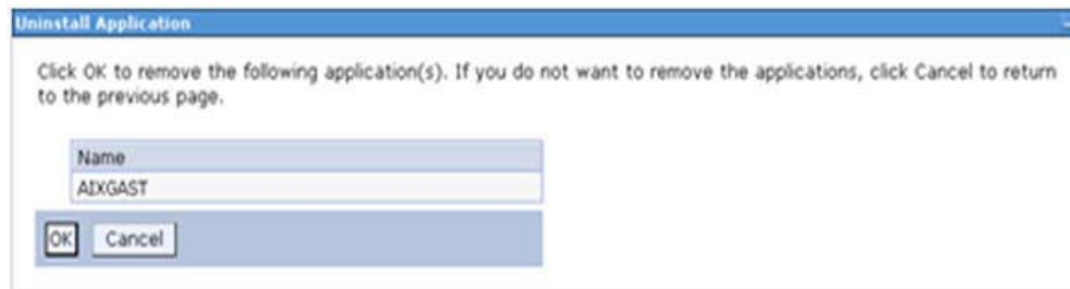 Uninstall Application
Click OK to remove the following application(s). If you do not want to remove the applications, click Cancel to return
to the previous page.
Name
AIXGAST
OK Cancel